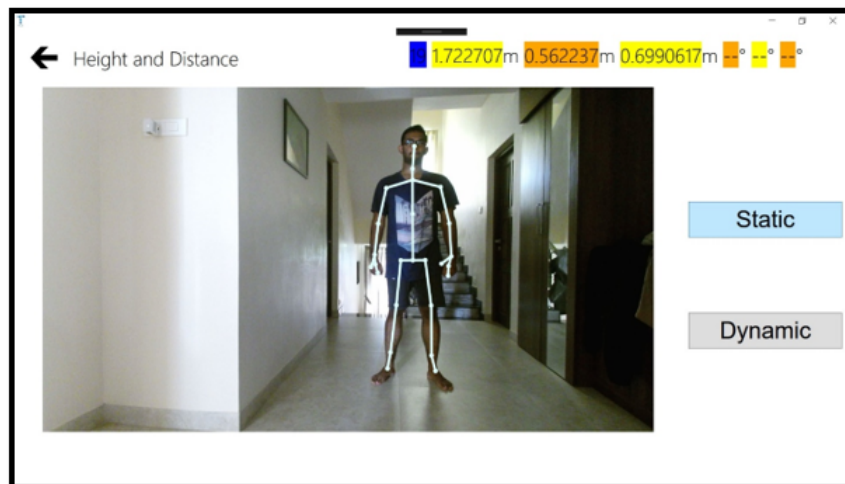 Height and Distance
1.722707m 0.562237m 0.6990617m --° --° --°
Static
Dynamic